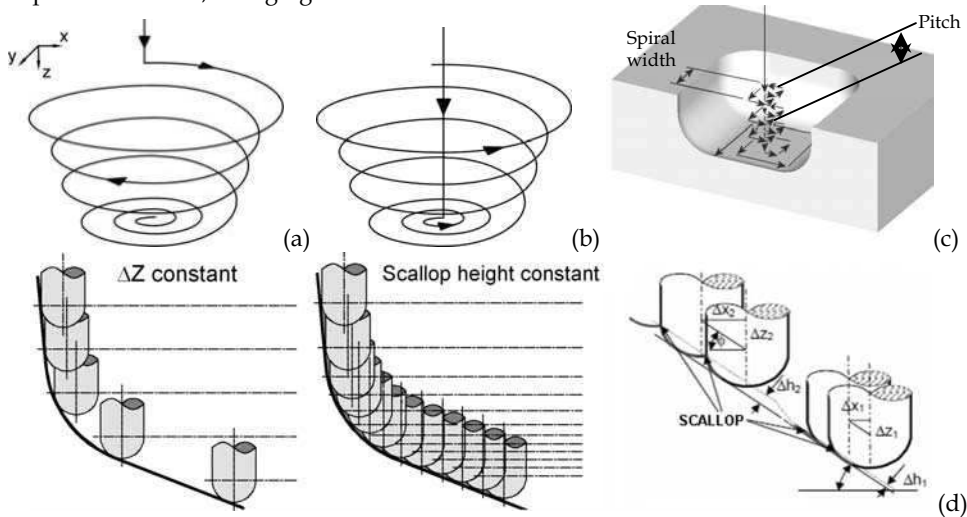 x
y
z
(a)
(b)
Spiral
width
Pitch
(c)
ΔZ constant
Scallop height constant
Δx₂
Δz₂
Δh₂
SCALLOP
Δx₁
Δz₁
Δh₁
(d)